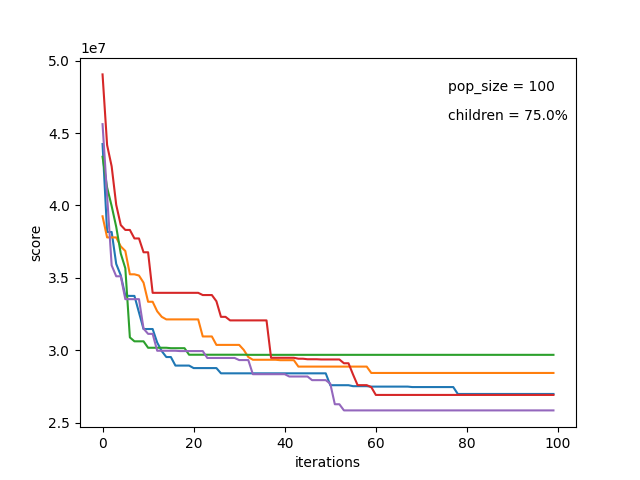 1e7
5.0
4.5
4.0
3.5
3.0
2.5
score
pop_size = 100
children = 75.0%
0 20 40 60 80 100
iterations